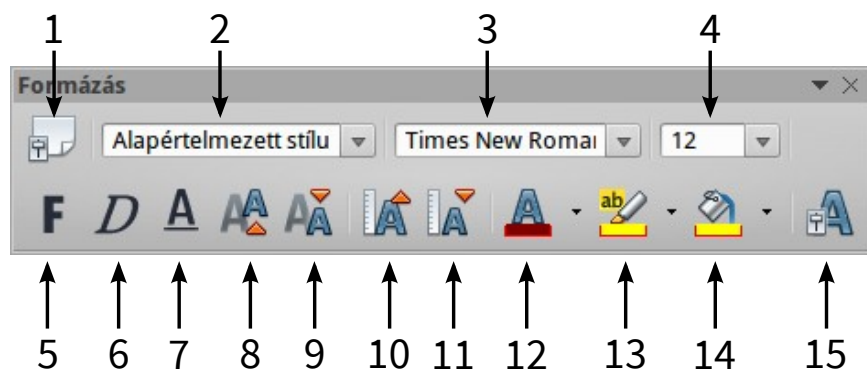 1 2 3 4
Formázás
Alapértelmezett stílu Times New Romai 12
F D A A A A A A A A A ab A
5 6 7 8 9 10 11 12 13 14 15